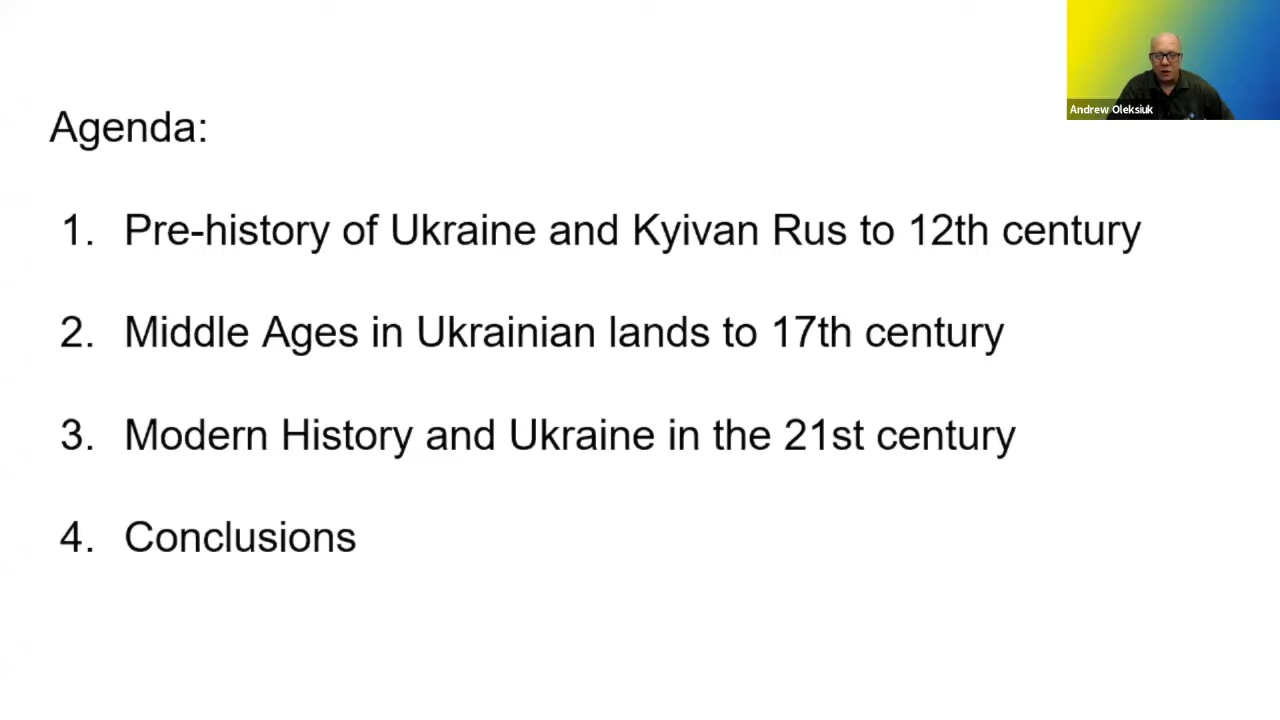 Agenda:
1. Pre-history of Ukraine and Kyivan Rus to 12th century
2. Middle Ages in Ukrainian lands to 17th century
3. Modern History and Ukraine in the 21st century
4. Conclusions
Andrew Oleksiuk